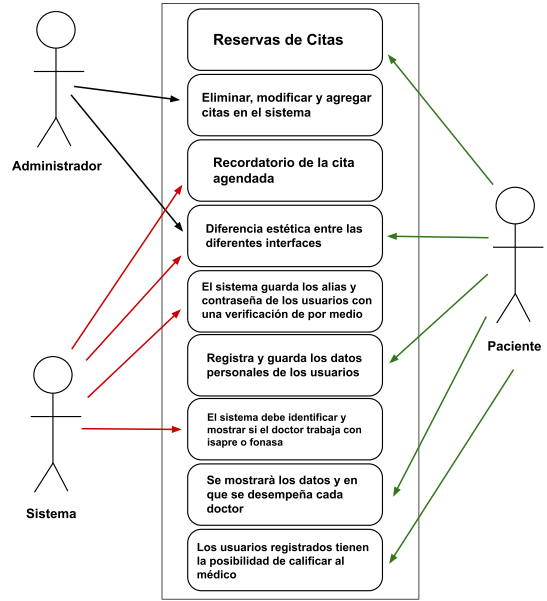 Reservas de Citas
Eliminar, modificar y agregar
citas en el sistema
Administrador
Recordatorio de la cita
agendada
Diferencia estética entre las
diferentes interfaces
El sistema guarda los alias y
contraseña de los usuarios con
una verificación de por medio
Paciente
Registra y guarda los datos
personales de los usuarios
El sistema debe identificar y
mostrar si el doctor trabaja con
isapre o fonasa
Sistema
Se mostrarà los datos y en
que se desempeña cada
doctor
Los usuarios registrados tienen
la posibilidad de calificar al
médico